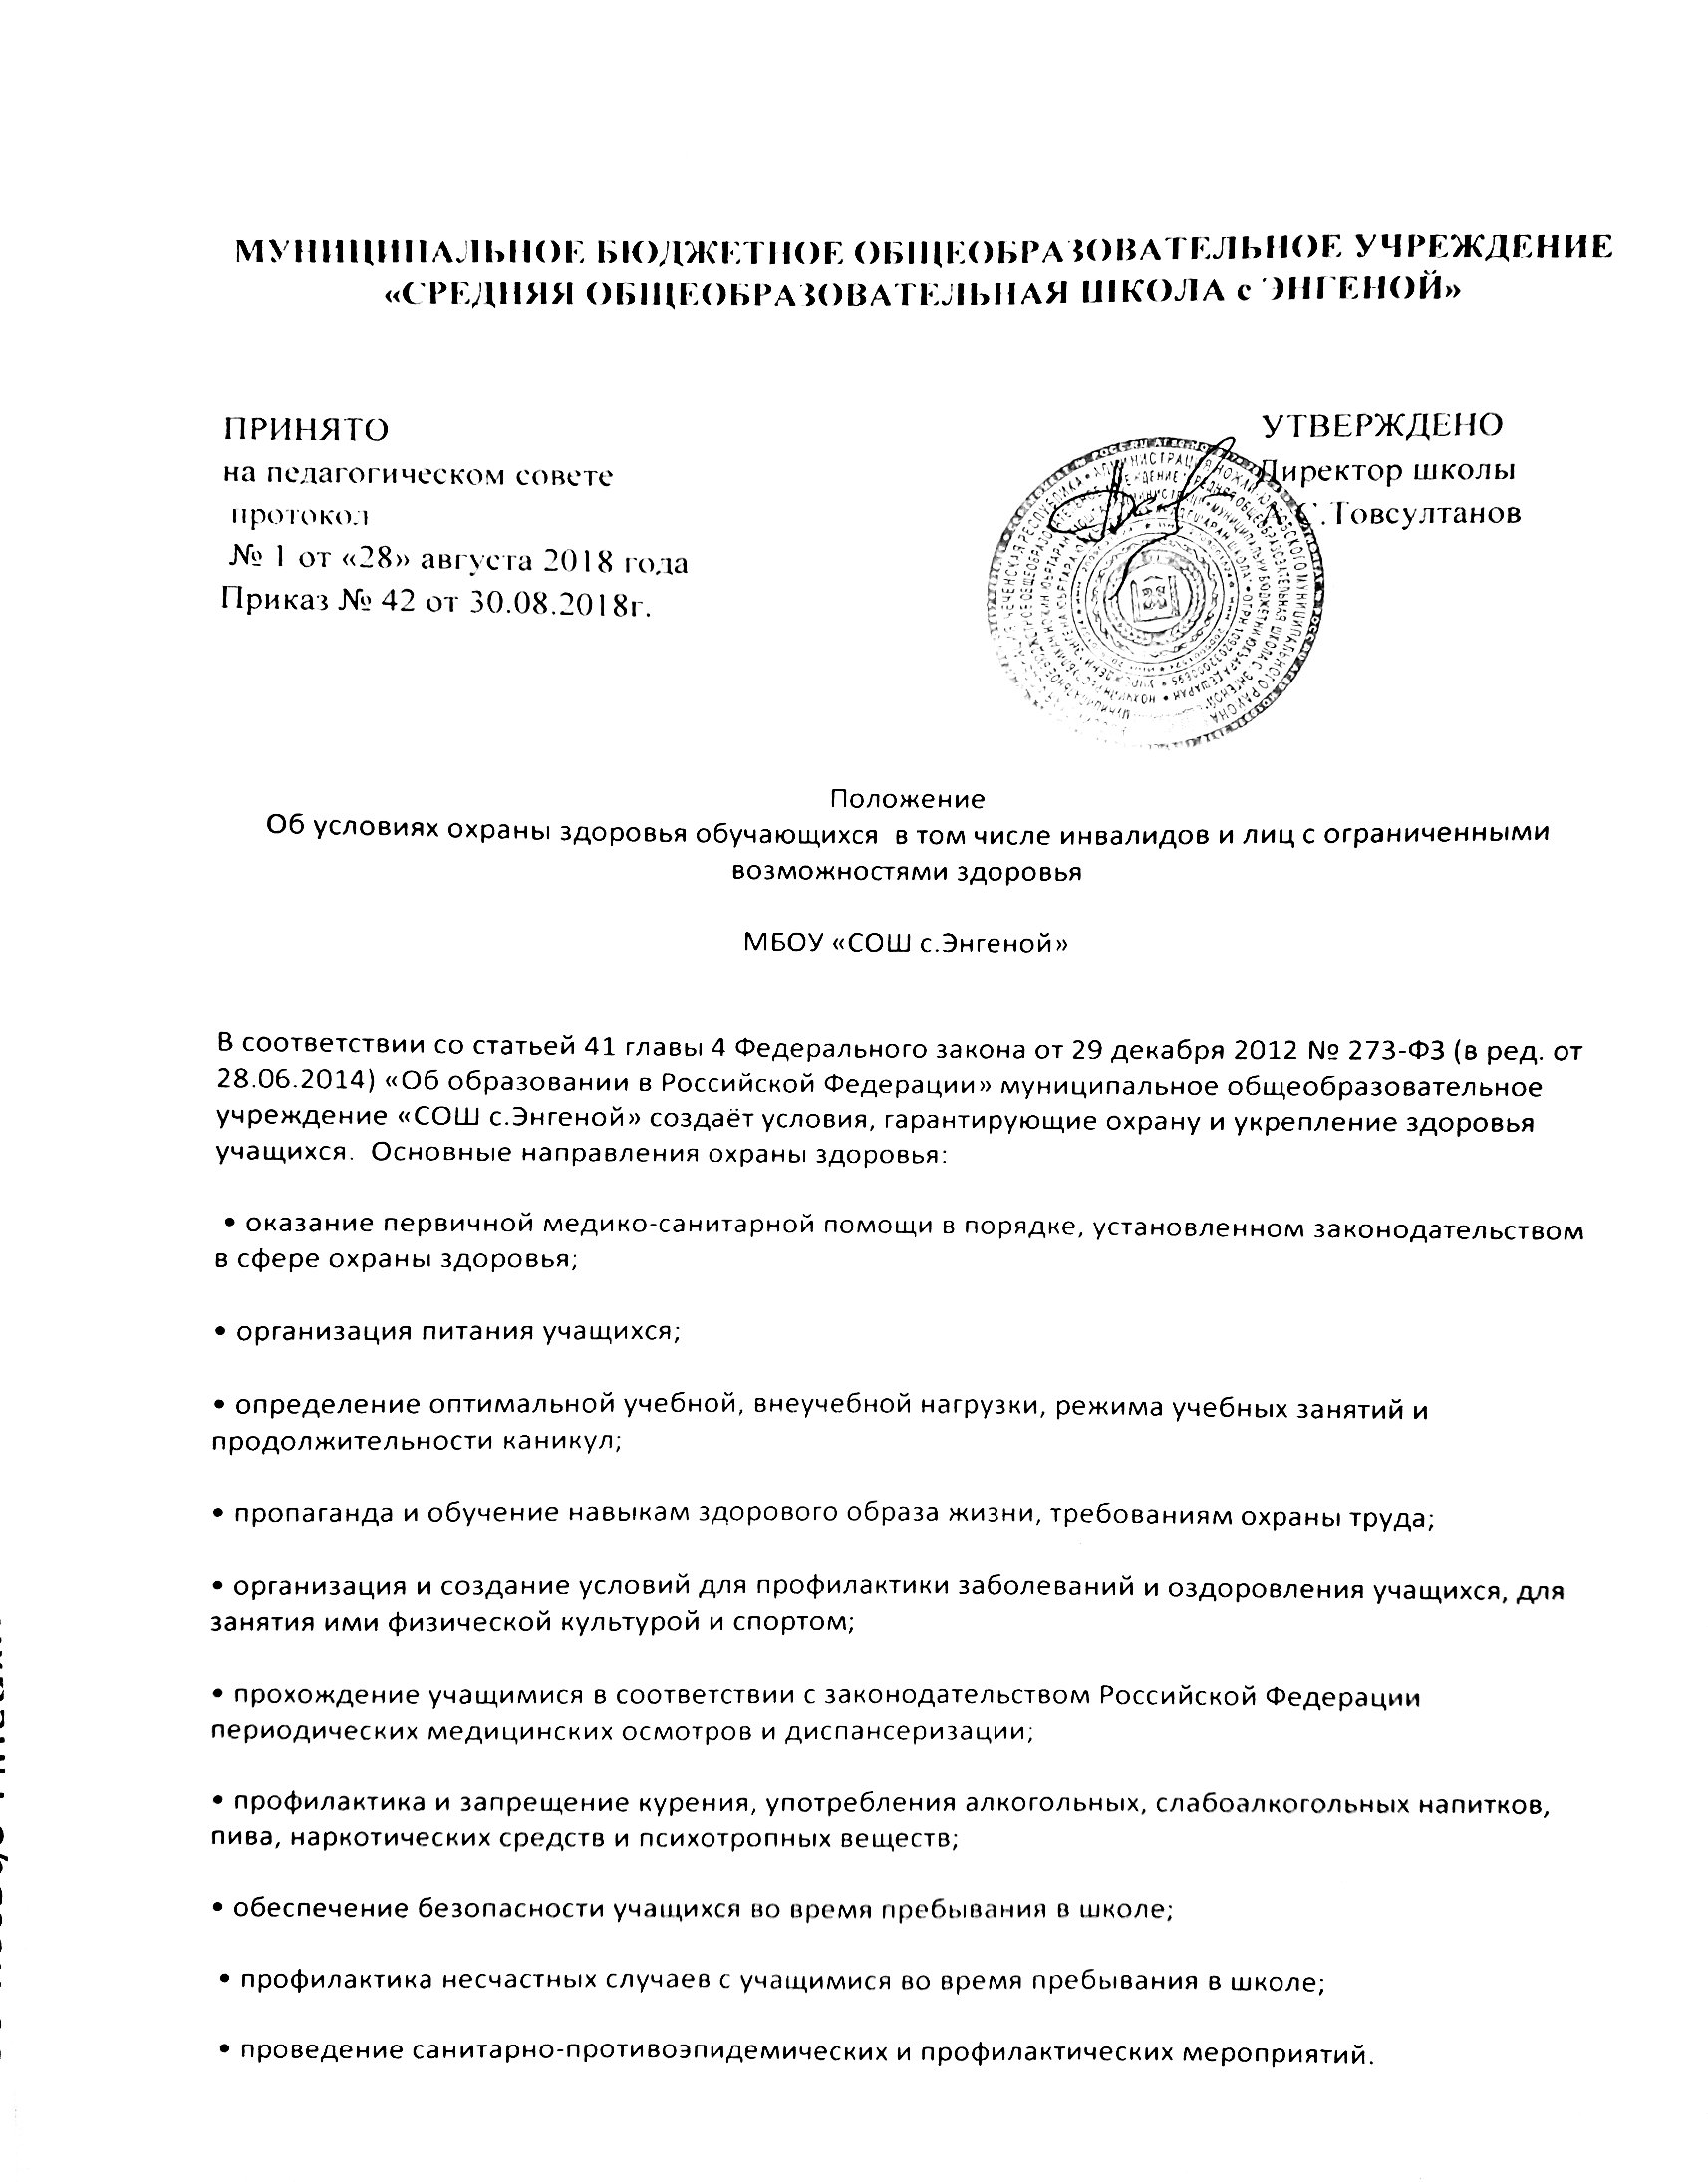 МУНИЦИПАЛЬНОЕ БЮДЖЕТНОЕ ОБЩЕОБРАЗОВАТЕЛЬНОЕ УЧРЕЖДЕНИЕ
«СРЕДНЯЯ ОБЩЕОБРАЗОВАТЕЛЬНАЯ ШКОЛА с ЭНГЕНОЙ»
ПРИНЯТО
на педагогическом совете
протокол
№ 1 от «28» августа 2018 года
Приказ № 42 от 30.08.2018г.
УТВЕРЖДЕНО
Директор школы
С.Товсултанов
Положение
Об условиях охраны здоровья обучающихся в том числе инвалидов и лиц с ограниченными
возможностями здоровья
МБОУ «СОШ с.Энгеной»
В соответствии со статьей 41 главы 4 Федерального закона от 29 декабря 2012 № 273-ФЗ (в ред. от
28.06.2014) «Об образовании в Российской Федерации» муниципальное общеобразовательное
учреждение «СОШ с.Энгеной» создаёт условия, гарантирующие охрану и укрепление здоровья
учащихся. Основные направления охраны здоровья:
• оказание первичной медико-санитарной помощи в порядке, установленном законодательством
в сфере охраны здоровья;
• организация питания учащихся;
• определение оптимальной учебной, внеучебной нагрузки, режима учебных занятий и
продолжительности каникул;
• пропаганда и обучение навыкам здорового образа жизни, требованиям охраны труда;
• организация и создание условий для профилактики заболеваний и оздоровления учащихся, для
занятия ими физической культурой и спортом;
• прохождение учащимися в соответствии с законодательством Российской Федерации
периодических медицинских осмотров и диспансеризации;
• профилактика и запрещение курения, употребления алкогольных, слабоалкогольных напитков,
пива, наркотических средств и психотропных веществ;
• обеспечение безопасности учащихся во время пребывания в школе;
• профилактика несчастных случаев с учащимися во время пребывания в школе;
• проведение санитарно-противоэпидемических и профилактических мероприятий.